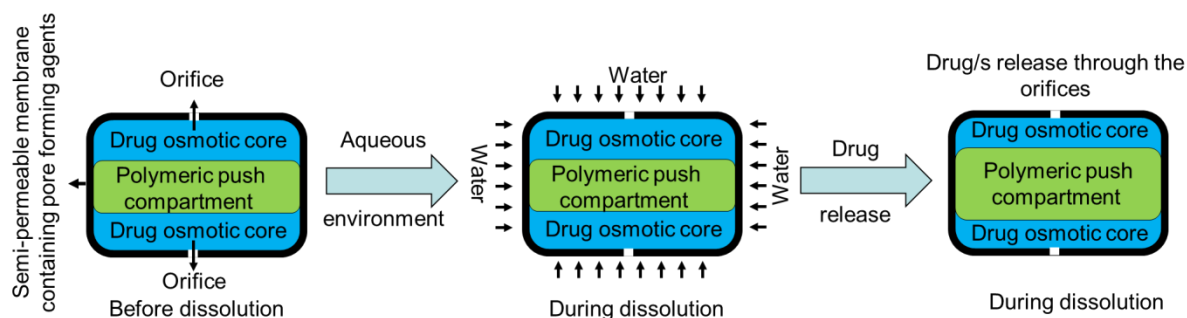 Semi-permeable membrane
containing pore forming agents
Orifice
Drug osmotic core
Polymeric push
compartment
Drug osmotic core
Orifice
Before dissolution
Aqueous
environment
Water
Water
Drug osmotic core
Polymeric push
compartment
Drug osmotic core
Water
During dissolution
Drug
release
Drug/s release through the
orifices
Drug osmotic core
Polymeric push
compartment
Drug osmotic core
During dissolution